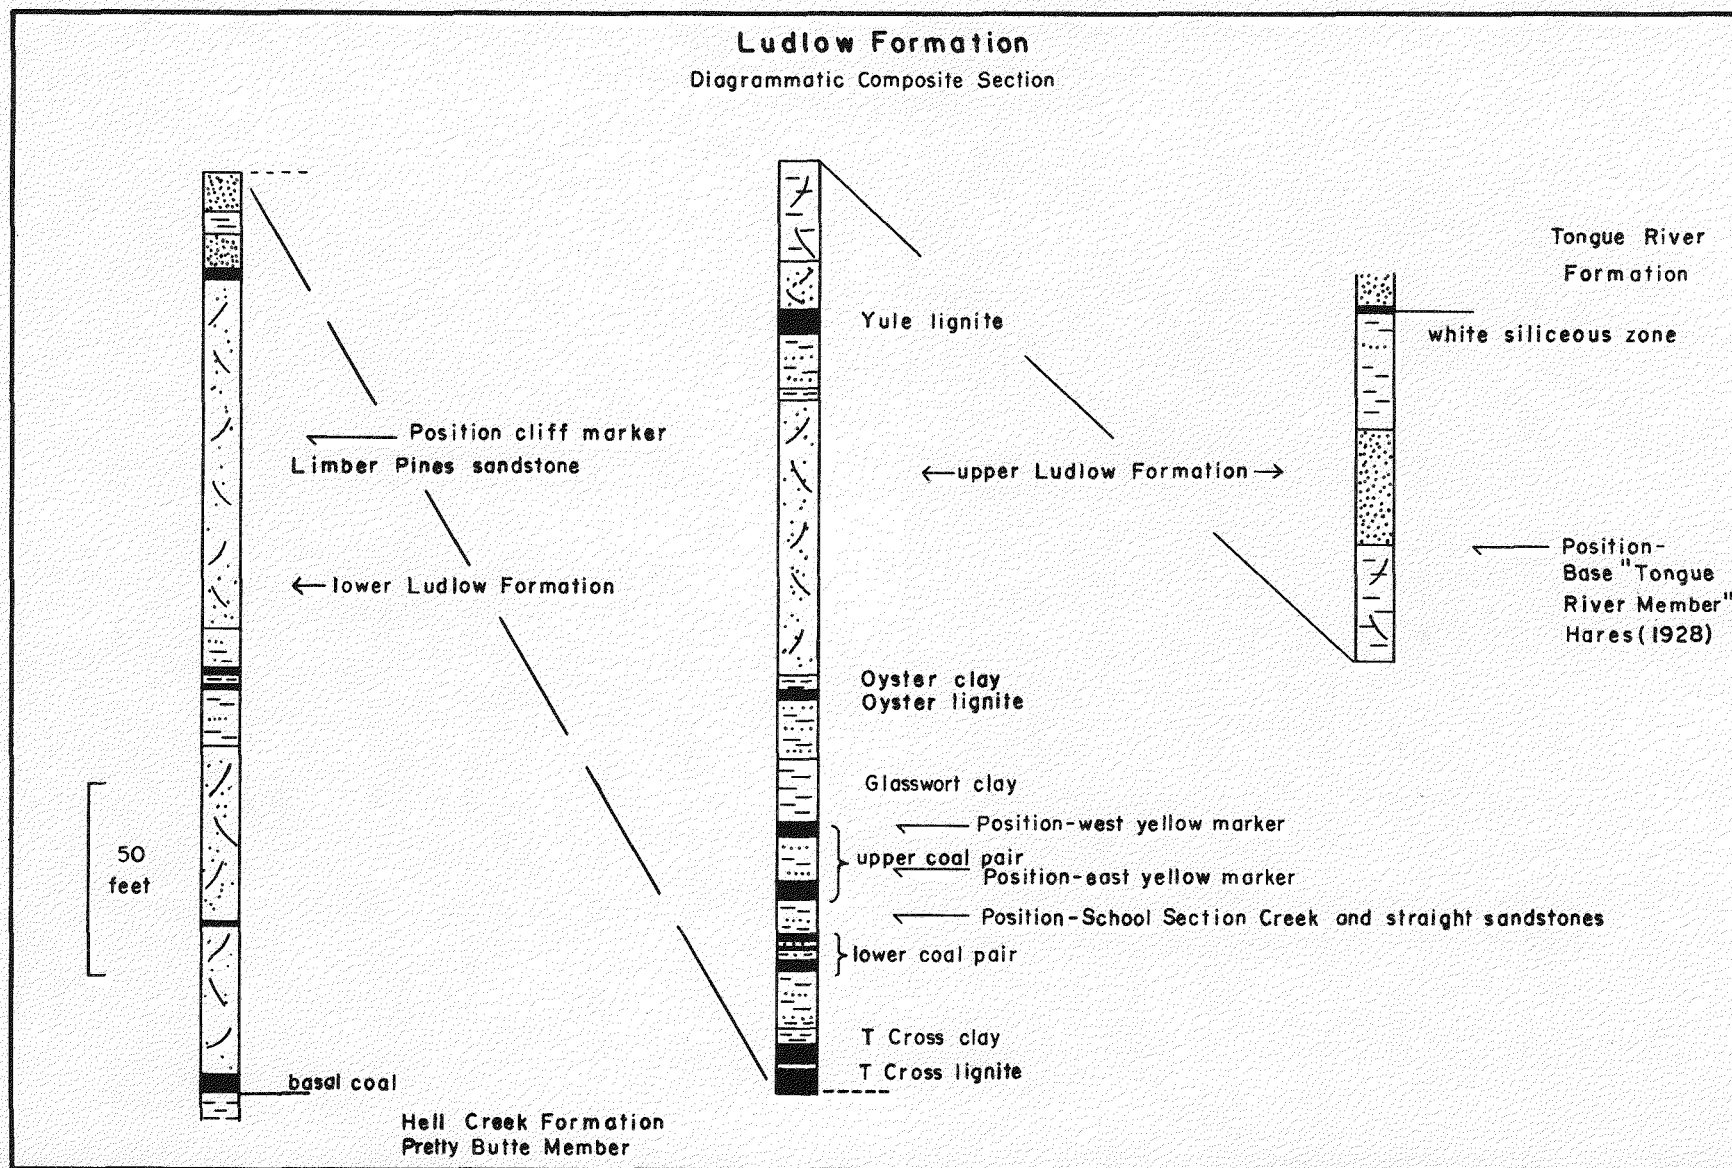 Ludlow Formation
Diagrammatic Composite Section
Tongue River
Formation
Yule lignite
white siliceous zone
Position cliff marker
Limber Pines sandstone
upper Ludlow Formation
Position-
Base "Tongue
River Member"
Hares (1928)
lower Ludlow Formation
Oyster clay
Oyster lignite
Glasswort clay
Position-west yellow marker
50
feet
upper coal pair
Position-east yellow marker
Position-School Section Creek and straight sandstones
lower coal pair
T Cross clay
T Cross lignite
basal coal
Hell Creek Formation
Pretty Butte Member